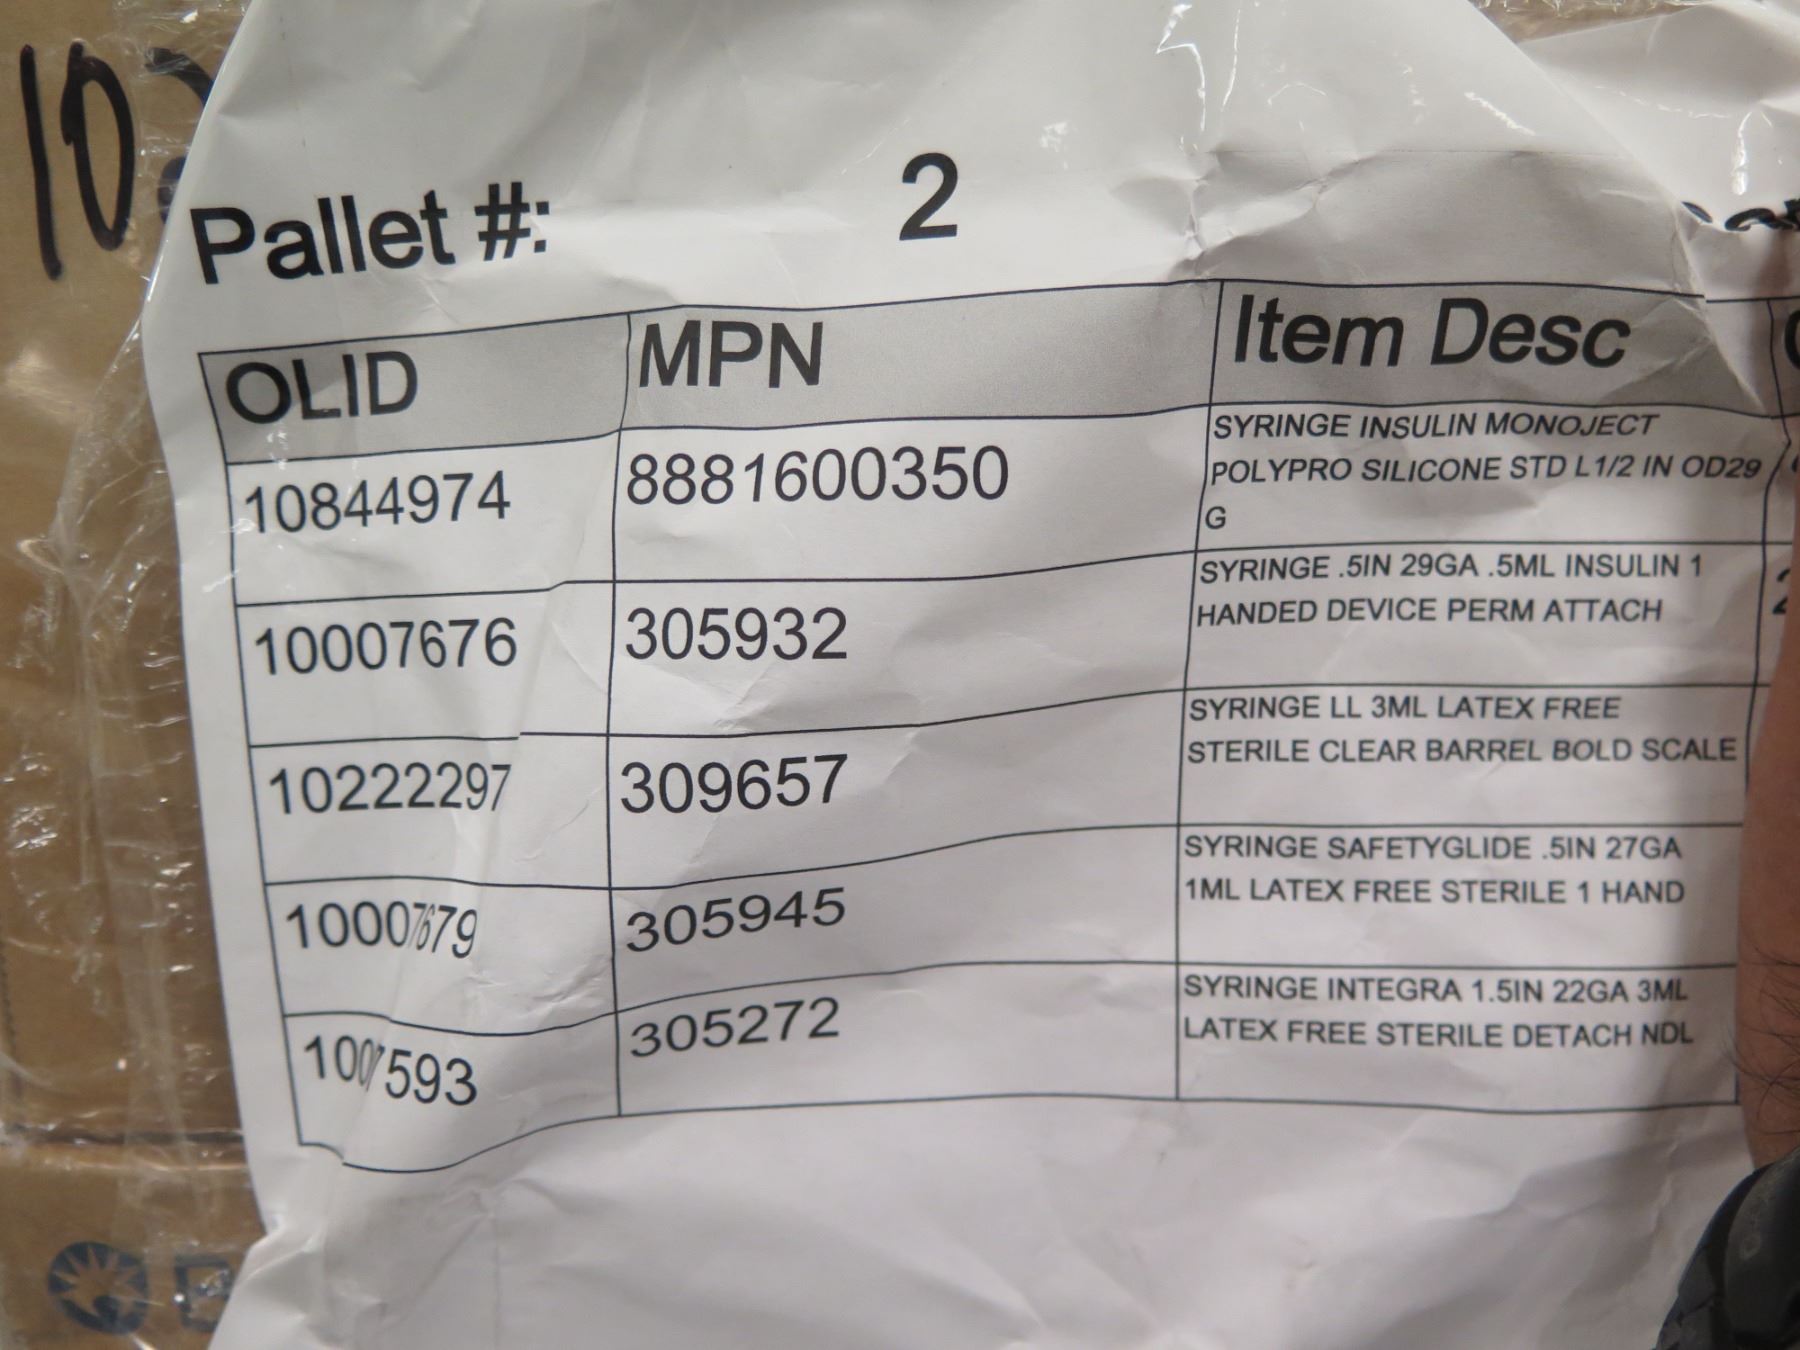 10
Pallet #: 2
OLID MPN Item Desc
10844974 8881600350 SYRINGE INSULIN MONOJECT
POLYPRO SILICONE STD L1/2 IN OD29
G
10007676 305932 SYRINGE .5IN 29GA .5ML INSULIN 1
HANDED DEVICE PERM ATTACH
10222297 309657 SYRINGE LL 3ML LATEX FREE
STERILE CLEAR BARREL BOLD SCALE
10007679 305945 SYRINGE SAFETYGLIDE .5IN 27GA
1ML LATEX FREE STERILE 1 HAND
305272 SYRINGE INTEGRA 1.5IN 22GA 3ML
LATEX FREE STERILE DETACH NDL